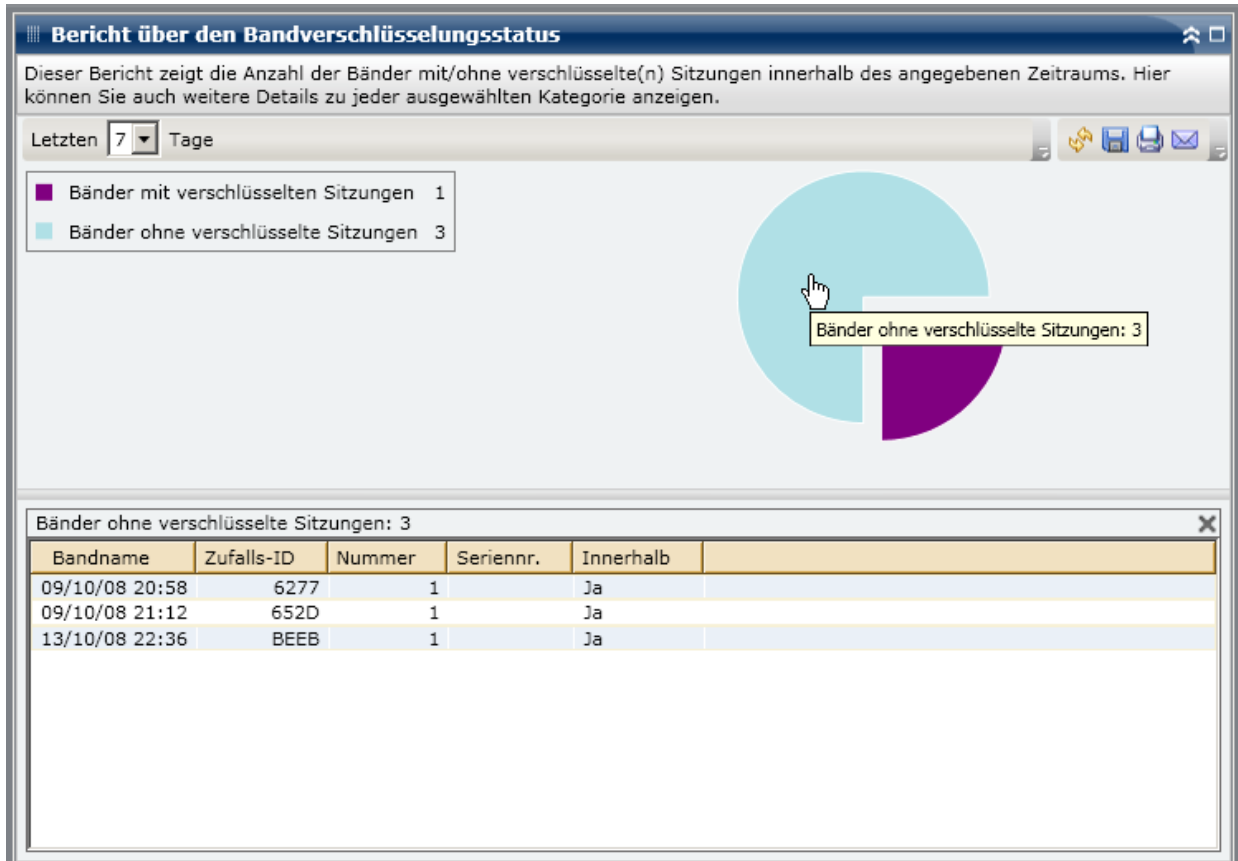 Bericht über den Bandverschlüsselungsstatus
Dieser Bericht zeigt die Anzahl der Bänder mit/ohne verschlüsselte(n) Sitzungen innerhalb des angegebenen Zeitraums. Hier
können Sie auch weitere Details zu jeder ausgewählten Kategorie anzeigen.
Letzten 7 Tage
Bänder mit verschlüsselten Sitzungen 1
Bänder ohne verschlüsselte Sitzungen 3
Bänder ohne verschlüsselte Sitzungen: 3
Bänder ohne verschlüsselte Sitzungen: 3
Bandname Zufalls-ID Nummer Seriennr. Innerhalb
09/10/08 20:58 6277 1 Ja
09/10/08 21:12 652D 1 Ja
13/10/08 22:36 BEEB 1 Ja